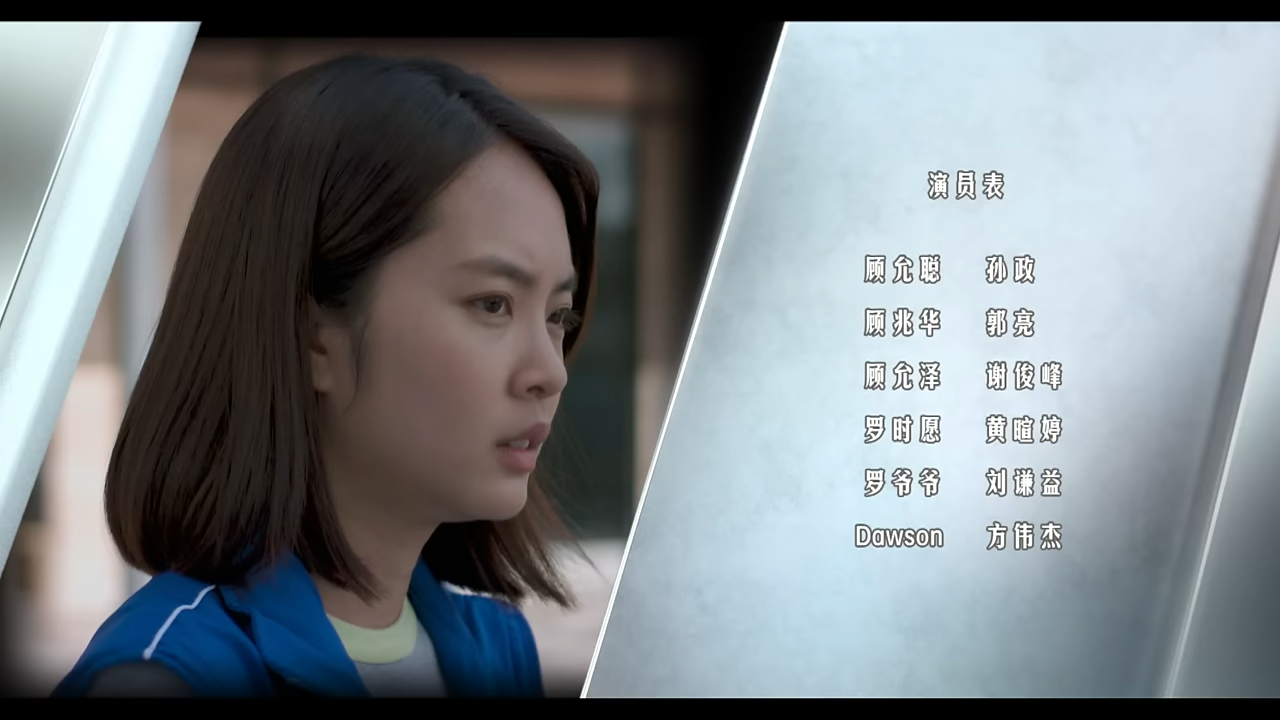 演员表
顾允聪 孙政
顾兆华 郭亮
顾允泽 谢俊峰
罗时愿 黄暄婷
罗爷爷 刘谦益
Dawson 方伟杰